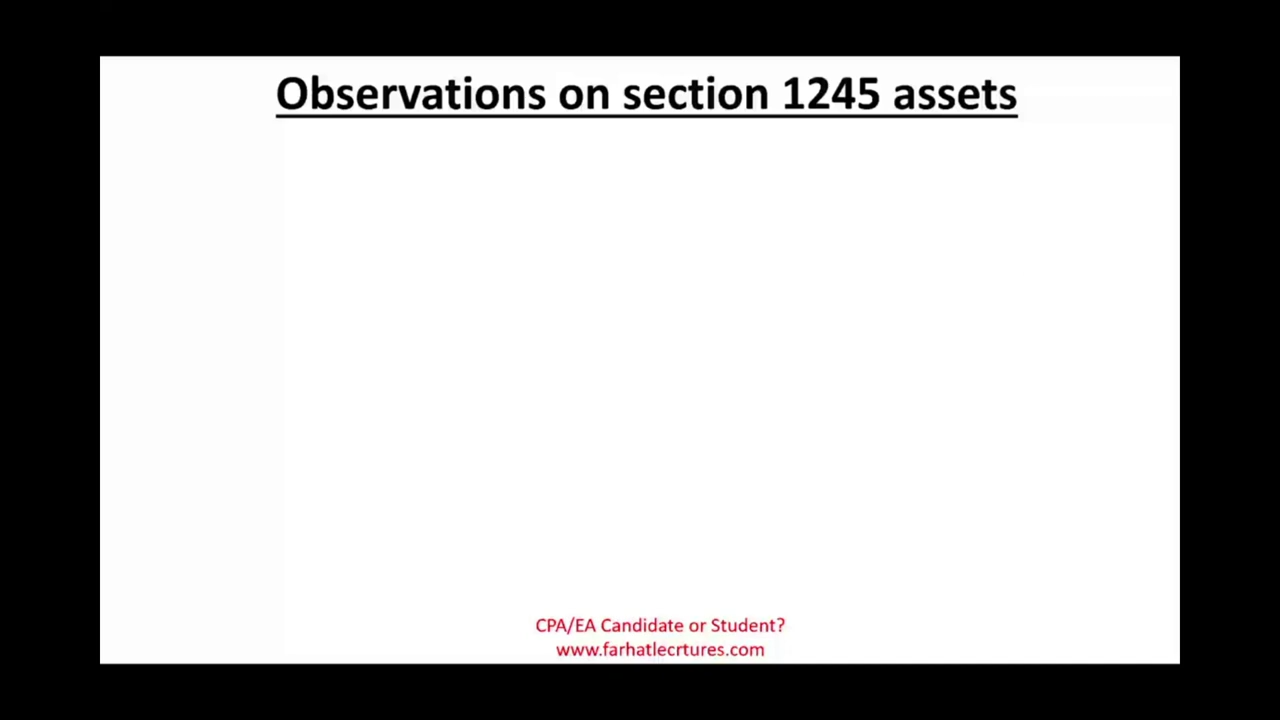 Observations on section 1245 assets
CPA/EA Candidate or Student?
www.farhatlecrtures.com